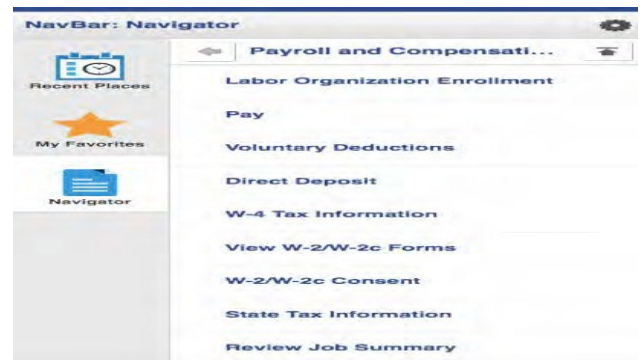 NavBar: Navigator
Recent Places
My Favorites
Navigator
Payroll and Compensati...
Labor Organization Enrollment
Pay
Voluntary Deductions
Direct Deposit
W-4 Tax Information
View W-2/W-2c Forms
W-2/W-2c Consent
State Tax Information
Review Job Summary